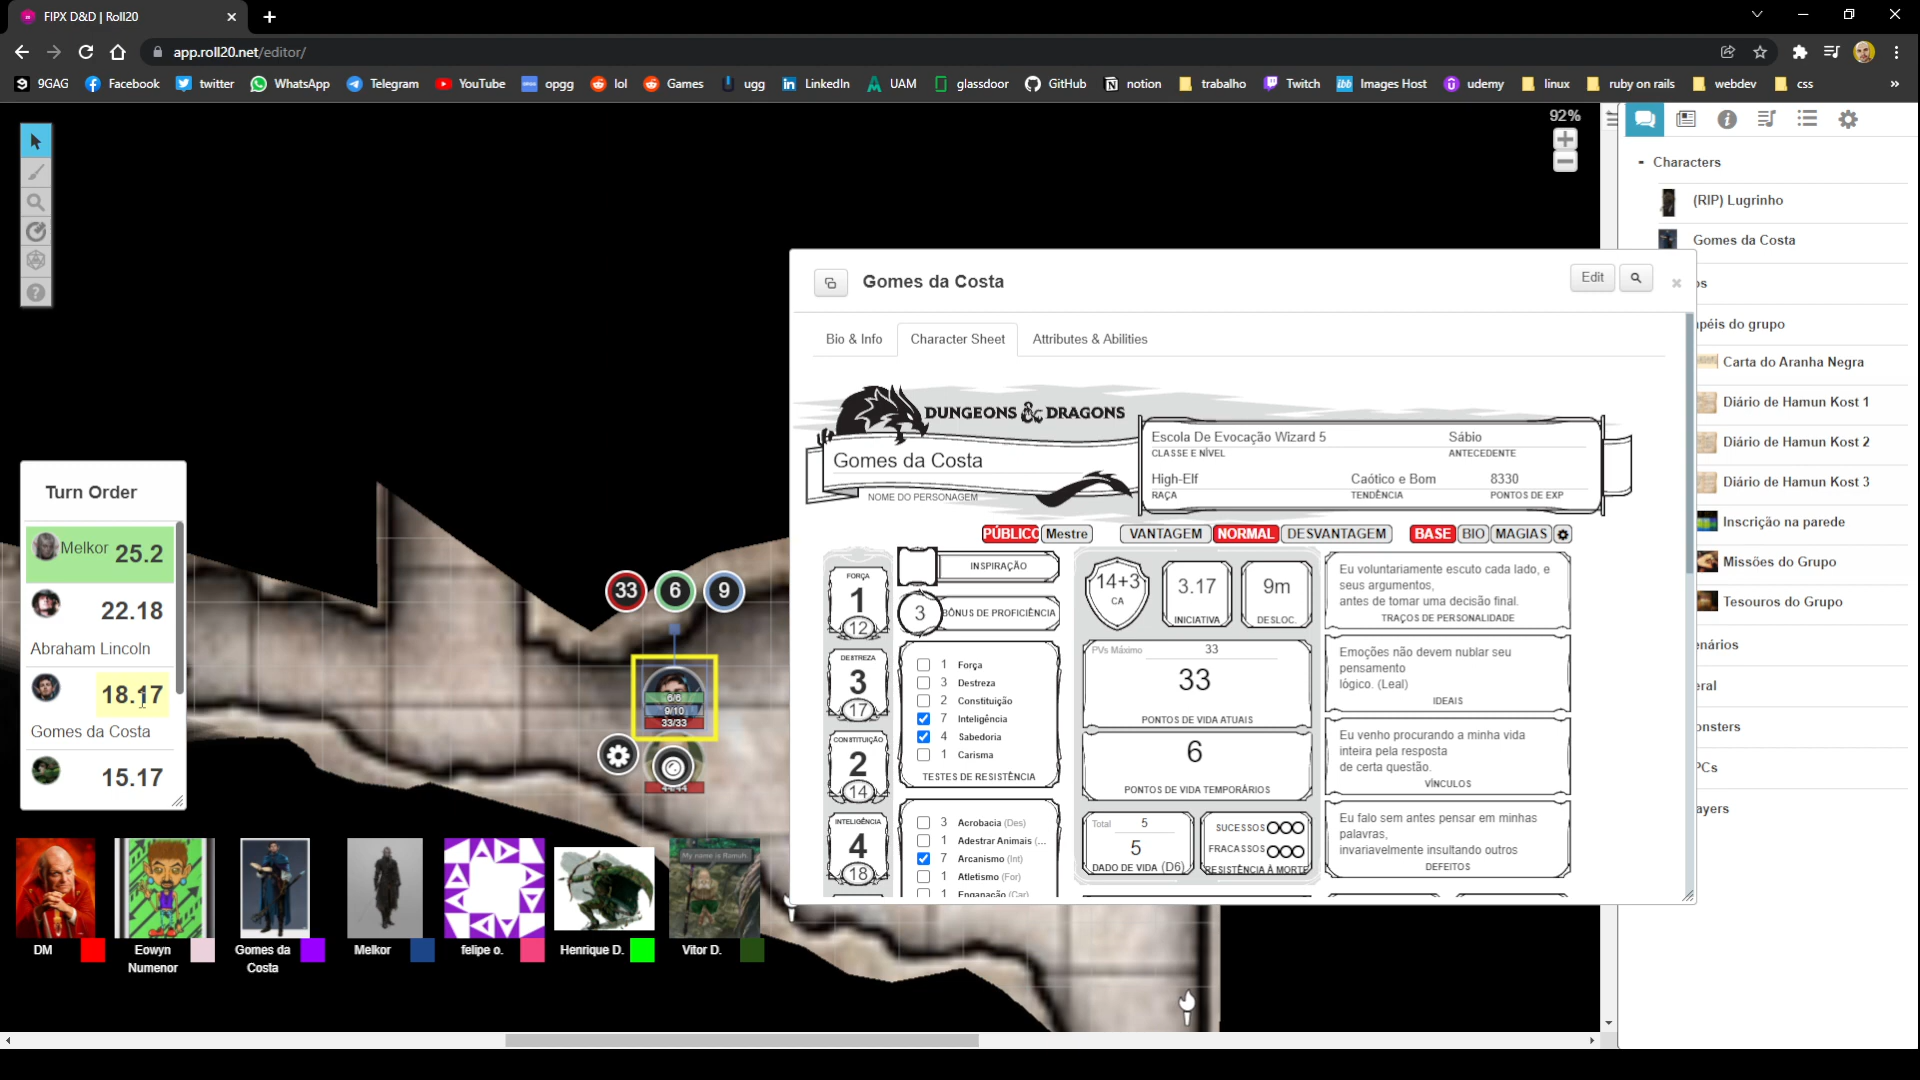 FIPX D&D | Roll20
app.roll20.net/editor/
9GAG
Facebook
twitter
WhatsApp
Telegram
YouTube
opgg
lol
Games
ugg
LinkedIn
UAM
glassdoor
GitHub
notion
trabalho
Twitch
Images Host
udemy
linux
ruby on rails
webdev
css
92%
Characters
(RIP) Lugrinho
Gomes da Costa
Carta do Aranha Negra
Diário de Hamun Kost 1
Diário de Hamun Kost 2
Diário de Hamun Kost 3
Inscrição na parede
Missões do Grupo
Tesouros do Grupo
Gomes da Costa
Edit
Bio & Info
Character Sheet
Attributes & Abilities
DUNGEONS & DRAGONS
Gomes da Costa
NOME DO PERSONAGEM
Escola De Evocação Wizard 5
Sábio
CLASSE E NÍVEL
ANTECEDENTE
High-Elf
Caótico e Bom
8330
RAÇA
TENDÊNCIA
PONTOS DE EXP
PÚBLICO
Mestre
VANTAGEM
NORMAL
DESVANTAGEM
BASE
BIO
MAGIAS
FORÇA
1
12
DESTREZA
3
17
CONSTITUIÇÃO
2
14
INTELIGÊNCIA
4
18
INSPIRAÇÃO
3
BÔNUS DE PROFICIÊNCIA
1 Força
3 Destreza
2 Constituição
7 Inteligência
4 Sabedoria
1 Carisma
TESTES DE RESISTÊNCIA
3 Acrobacia (Des)
1 Adestrar Animais (...
7 Arcanismo (Int)
1 Atletismo (For)
1 Enganação (Car)
14+3
CA
3.17
INICIATIVA
9m
DESLOC.
PVs Máximo
33
33
PONTOS DE VIDA ATUAIS
6
PONTOS DE VIDA TEMPORÁRIOS
Total
5
5
DADO DE VIDA (D6)
SUCESSOS
FRACASSOS
RESISTÊNCIA À MORTE
Eu voluntariamente escuto cada lado, e
seus argumentos,
antes de tomar uma decisão final.
TRAÇOS DE PERSONALIDADE
Emoções não devem nublar seu
pensamento
lógico. (Leal)
IDEAIS
Eu venho procurando a minha vida
inteira pela resposta
de certa questão.
VÍNCULOS
Eu falo sem antes pensar em minhas
palavras,
invariavelmente insultando outros
DEFEITOS
Turn Order
Melkor 25.2
22.18
Abraham Lincoln
18.17
Gomes da Costa
15.17
33
6
9
6/6
9/10
33/33
44/44
DM
Eowyn
Numenor
Gomes da
Costa
Melkor
felipe o.
Henrique D.
My name is Ramuh.
Vitor D.